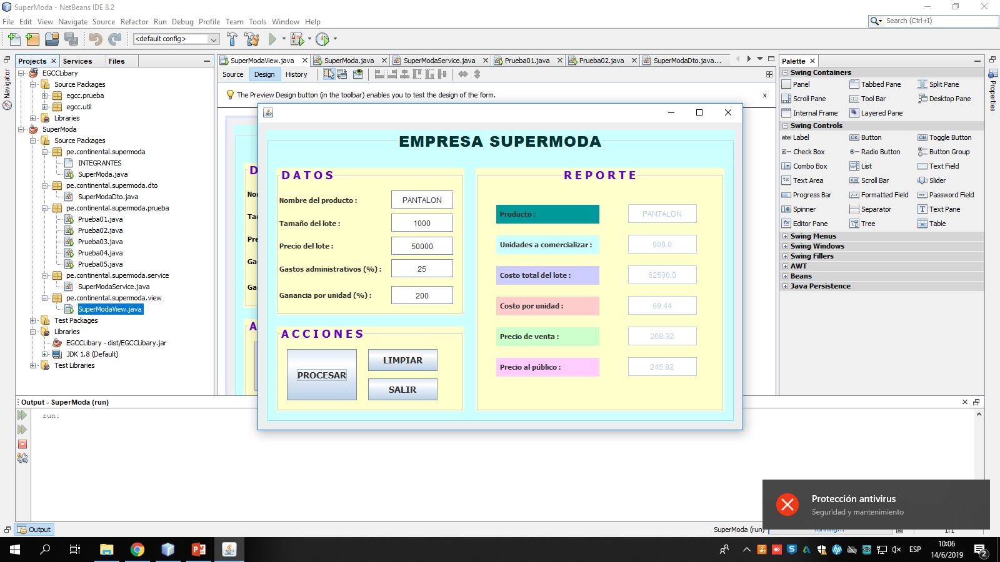 SuperModa - NetBeans IDE 8.2
File Edit View Navigate Source Refactor Run Debug Profile Team Tools Window Help
Search (Ctrl+I)
<default config>
Projects Services Files
SuperModaView.java SuperModa.java SuperModaService.java Prueba01.java Prueba02.java SuperModaDto.java...
Source Design History
The Preview Design button (in the toolbar) enables you to test the design of the form. x
Navigator
EGCCLibary
Source Packages
egcc.prueba
egcc.util
Libraries
SuperModa
Source Packages
pe.continental.supermoda
INTEGRANTES
SuperModa.java
pe.continental.supermoda.dto
SuperModaDto.java
pe.continental.supermoda.prueba
Prueba01.java
Prueba02.java
Prueba03.java
Prueba04.java
Prueba05.java
pe.continental.supermoda.service
SuperModaService.java
pe.continental.supermoda.view
SuperModaView.java
Test Packages
Libraries
EGCCLibary - dist/EGCCLibary.jar
JDK 1.8 (Default)
Test Libraries
D
Nor
Tar
Pre
Gas
Ga
A
EMPRESA SUPERMODA
D A T O S
Nombre del producto : PANTALON
Tamaño del lote : 1000
Precio del lote : 50000
Gastos administrativos (%) : 25
Ganancia por unidad (%) : 200
A C C I O N E S
PROCESAR
LIMPIAR
SALIR
R E P O R T E
Producto : PANTALON
Unidades a comercializar : 900.0
Costo total del lote : 62500.0
Costo por unidad : 69.44
Precio de venta : 208.32
Precio al público : 245.82
Palette
Swing Containers
Panel Tabbed Pane Split Pane
Scroll Pane Tool Bar Desktop Pane
Internal Frame Layered Pane
Swing Controls
label Label OK Button ON Toggle Button
Check Box Radio Button Button Group
Combo Box List Text Field
Text Area Scroll Bar Slider
Progress Bar Formatted Field Password Field
Spinner Separator Text Pane
Editor Pane Tree Table
Swing Menus
Swing Windows
Swing Fillers
AWT
Beans
Java Persistence
Properties
Output - SuperModa (run)
run:
Protección antivirus
Seguridad y mantenimiento
Output
SuperModa (run) running... 1:1
ESP
10:06
14/6/2019
2